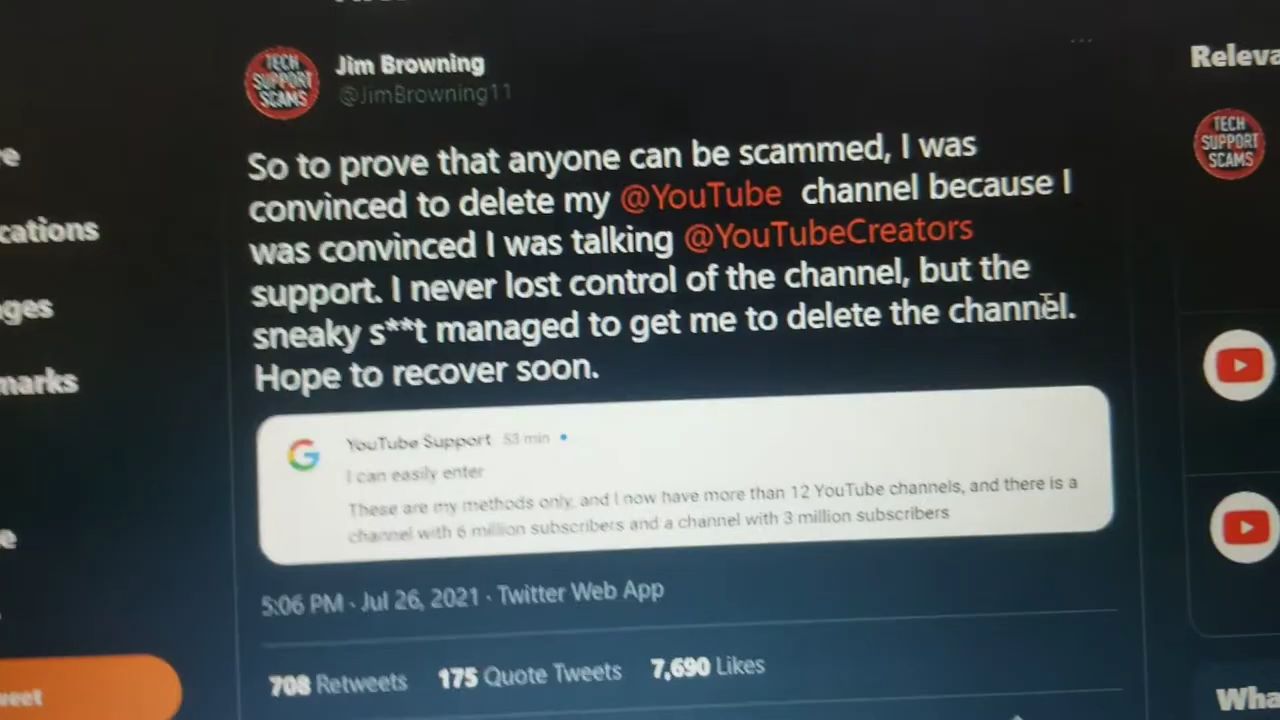 Jim Browning
@JimBrowning11
So to prove that anyone can be scammed, I was
convinced to delete my @YouTube channel because I
was convinced I was talking @YouTubeCreators
support. I never lost control of the channel, but the
sneaky s**t managed to get me to delete the channel.
Hope to recover soon.
YouTube Support 53 min
I can easily enter
These are my methods only, and I now have more than 12 YouTube channels, and there is a
channel with 6 million subscribers and a channel with 3 million subscribers
5:06 PM · Jul 26, 2021 · Twitter Web App
708 Retweets 175 Quote Tweets 7,690 Likes
TECH
SUPPORT
SCAMS
Releva
TECH
SUPPORT
SCAMS
Wha
re
cations
ges
marks
e
weet